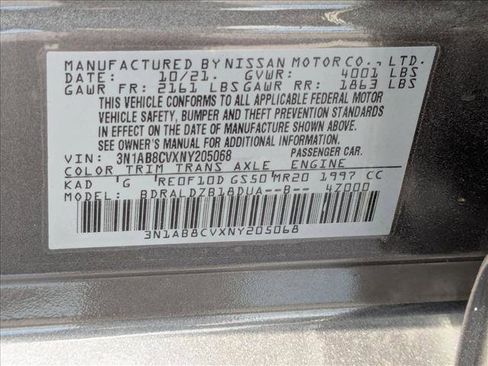 MANUFACTURED BY NISSAN MOTOR CO., LTD.
DATE: 10/21. GVWR: 4001 LBS
GAWR FR: 2161 LBS GAWR RR: 1863 LBS
THIS VEHICLE CONFORMS TO ALL APPLICABLE FEDERAL MOTOR
VEHICLE SAFETY, BUMPER AND THEFT PREVENTION STANDARDS
IN EFFECT ON THE DATE OF MANUFACTURE SHOWN ABOVE.
SEE OWNER'S MANUAL FOR ADDITIONAL INFORMATION.
VIN: 3N1AB8CVXNY205068 PASSENGER CAR
COLOR TRIM TRANS AXLE ENGINE
KAD G RE0F10D GS50 MR20 1997 CC
MODEL: BDRALDZB18DUA--B-- 47000
3N1AB8CVXNY205068